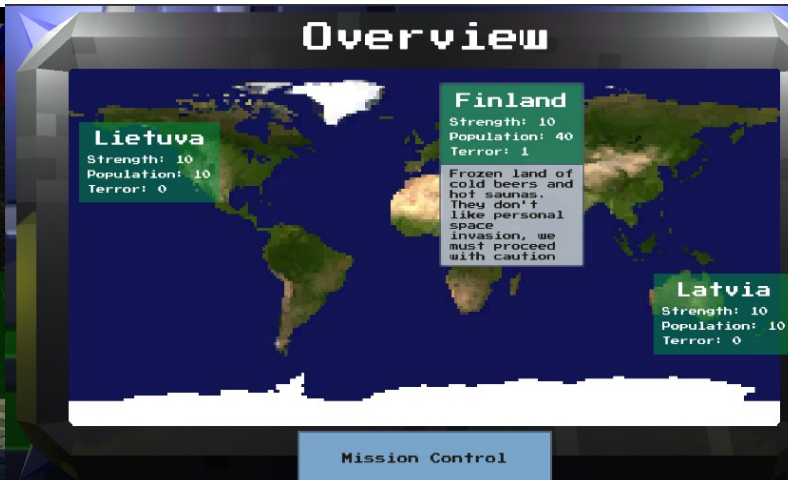 Overview
Lietuva
Strength: 10
Population: 10
Terror: 0
Finland
Strength: 10
Population: 40
Terror: 1
Frozen land of
cold beers and
hot saunas.
They don't
like personal
space
invasion, we
must proceed
with caution
Latvia
Strength: 10
Population: 10
Terror: 0
Mission Control